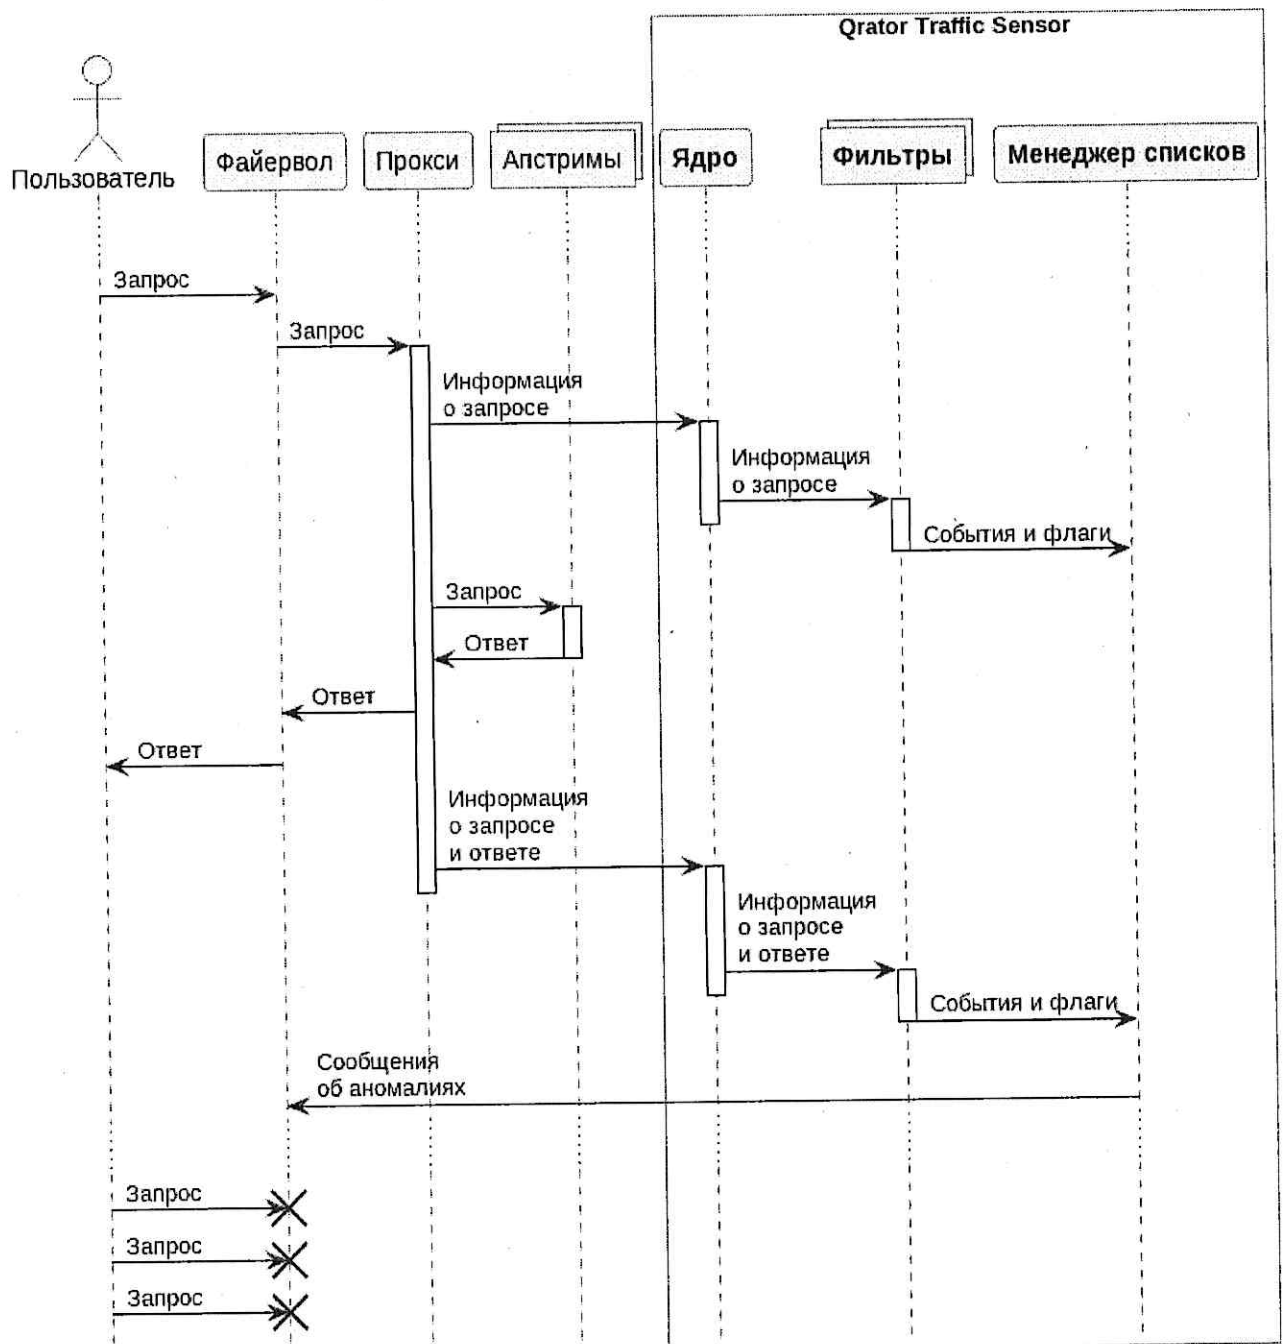 Qrator Traffic Sensor
Пользователь
Файервол
Прокси
Апстримы
Ядро
Фильтры
Менеджер списков
Запрос
Запрос
Информация
о запросе
Информация
о запросе
События и флаги
Запрос
Ответ
Ответ
Ответ
Информация
о запросе
и ответе
Информация
о запросе
и ответе
События и флаги
Сообщения
об аномалиях
Запрос
Запрос
Запрос